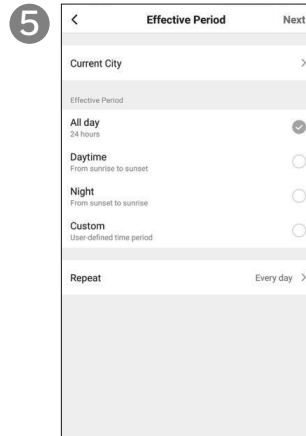 5
Effective Period Next
Current City
Effective Period
All day
24 hours
Daytime
From sunrise to sunset
Night
From sunset to sunrise
Custom
User-defined time period
Repeat Every day